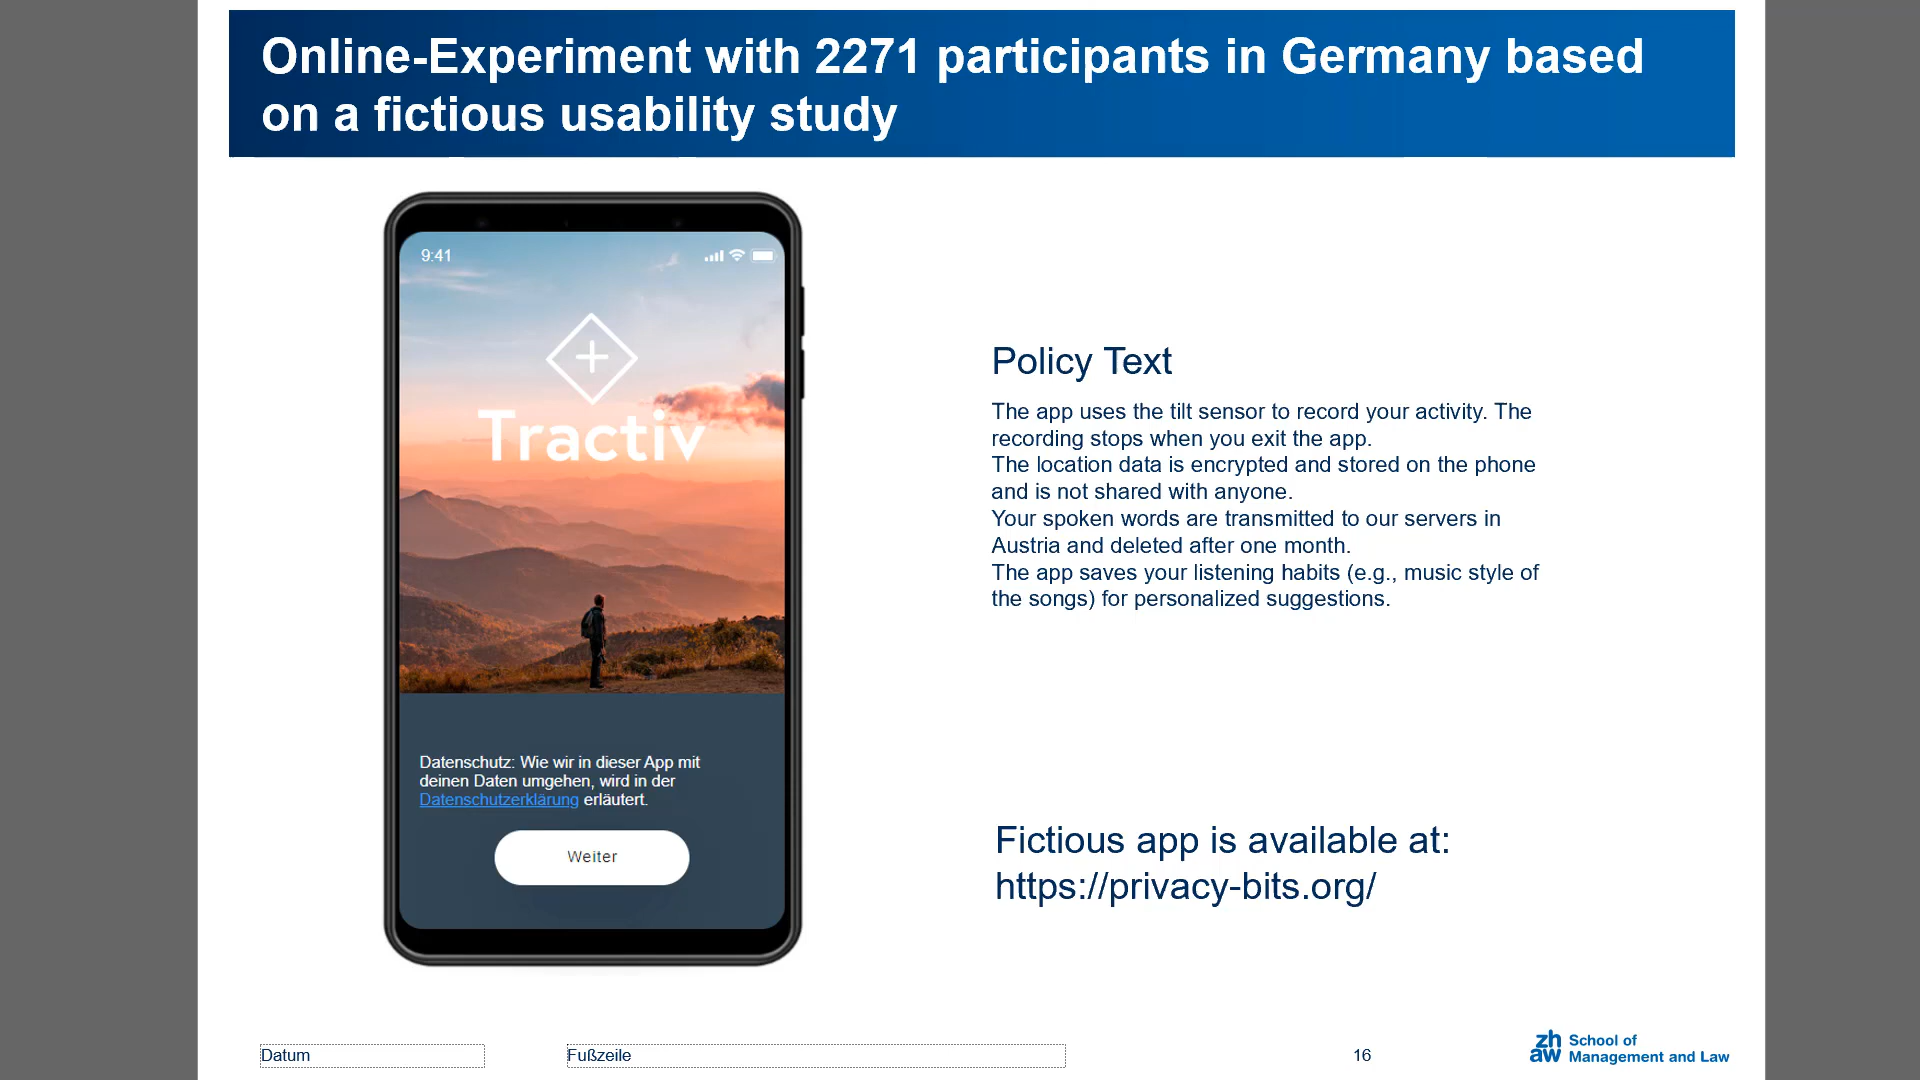 Online-Experiment with 2271 participants in Germany based
on a fictious usability study
9:41
Tractiv
Datenschutz: Wie wir in dieser App mit
deinen Daten umgehen, wird in der
Datenschutzerklärung erläutert.
Weiter
Policy Text
The app uses the tilt sensor to record your activity. The
recording stops when you exit the app.
The location data is encrypted and stored on the phone
and is not shared with anyone.
Your spoken words are transmitted to our servers in
Austria and deleted after one month.
The app saves your listening habits (e.g., music style of
the songs) for personalized suggestions.
Fictious app is available at:
https://privacy-bits.org/
Datum
Fußzeile
16
zh
aw
School of
Management and Law